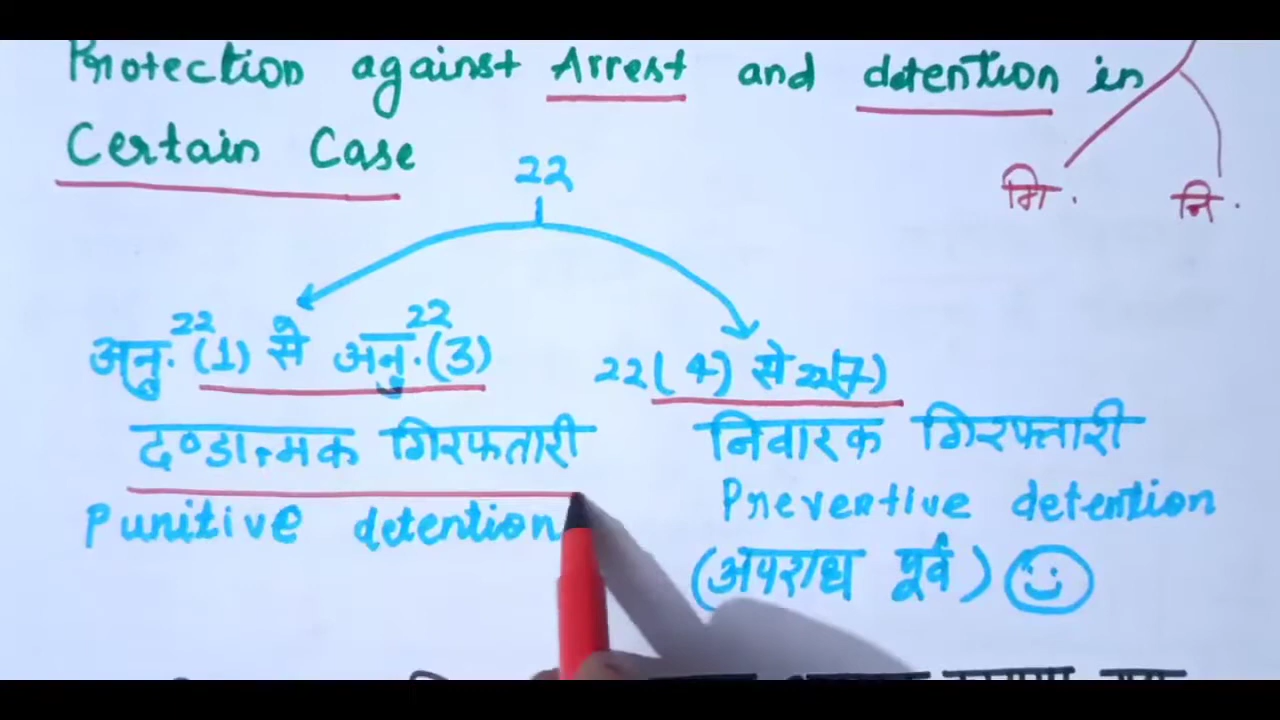 Protection against Arrest and detention in
Certain Case
22
गि. नि.
अनु. 22(1) से अनु. 22(3)
22(4) से 22(7)
दण्डात्मक गिरफ्तारी
निवारक गिरफ्तारी
Punitive detention
Preventive detention
(अपराध पूर्व)